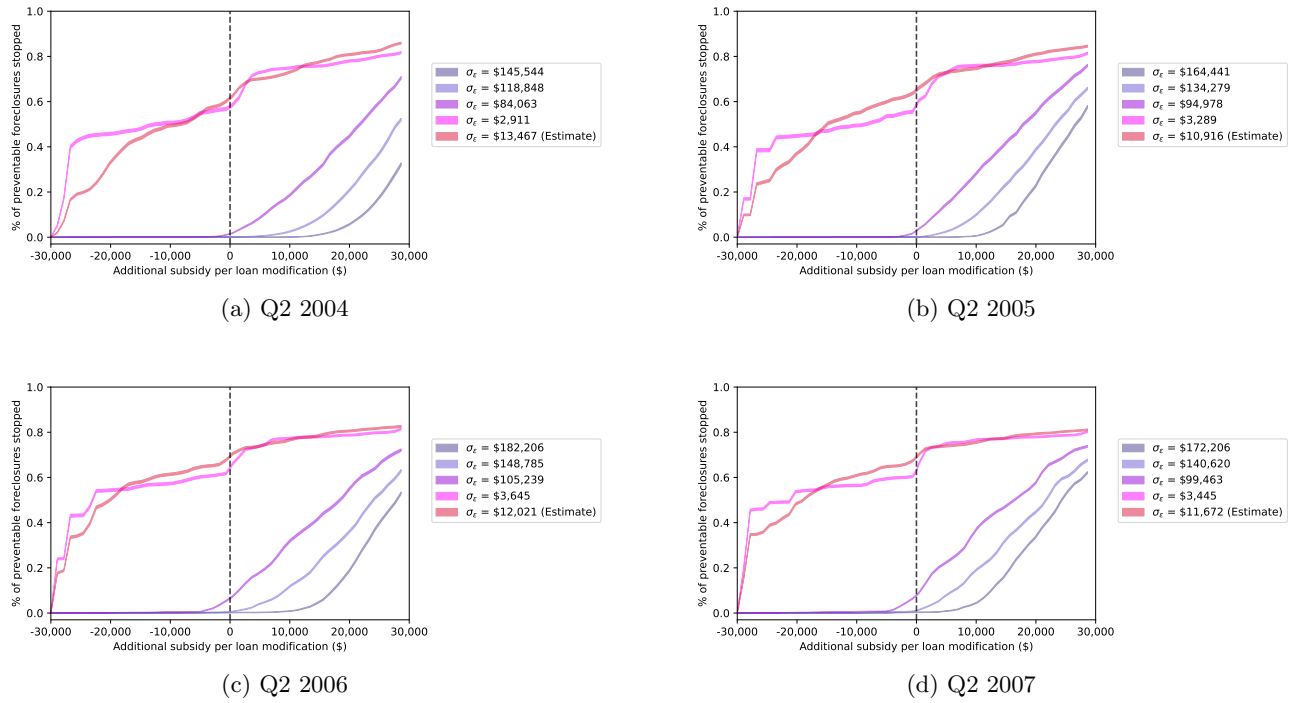 1.0
0.8
0.6
0.4
0.2
0.0
% of preventable foreclosures stopped
-30,000 -20,000 -10,000 0 10,000 20,000 30,000
Additional subsidy per loan modification ($)
σε = $145,544
σε = $118,848
σε = $84,063
σε = $2,911
σε = $13,467 (Estimate)
(a) Q2 2004
1.0
0.8
0.6
0.4
0.2
0.0
% of preventable foreclosures stopped
-30,000 -20,000 -10,000 0 10,000 20,000 30,000
Additional subsidy per loan modification ($)
σε = $164,441
σε = $134,279
σε = $94,978
σε = $3,289
σε = $10,916 (Estimate)
(b) Q2 2005
1.0
0.8
0.6
0.4
0.2
0.0
% of preventable foreclosures stopped
-30,000 -20,000 -10,000 0 10,000 20,000 30,000
Additional subsidy per loan modification ($)
σε = $182,206
σε = $148,785
σε = $105,239
σε = $3,645
σε = $12,021 (Estimate)
(c) Q2 2006
1.0
0.8
0.6
0.4
0.2
0.0
% of preventable foreclosures stopped
-30,000 -20,000 -10,000 0 10,000 20,000 30,000
Additional subsidy per loan modification ($)
σε = $172,206
σε = $140,620
σε = $99,463
σε = $3,445
σε = $11,672 (Estimate)
(d) Q2 2007